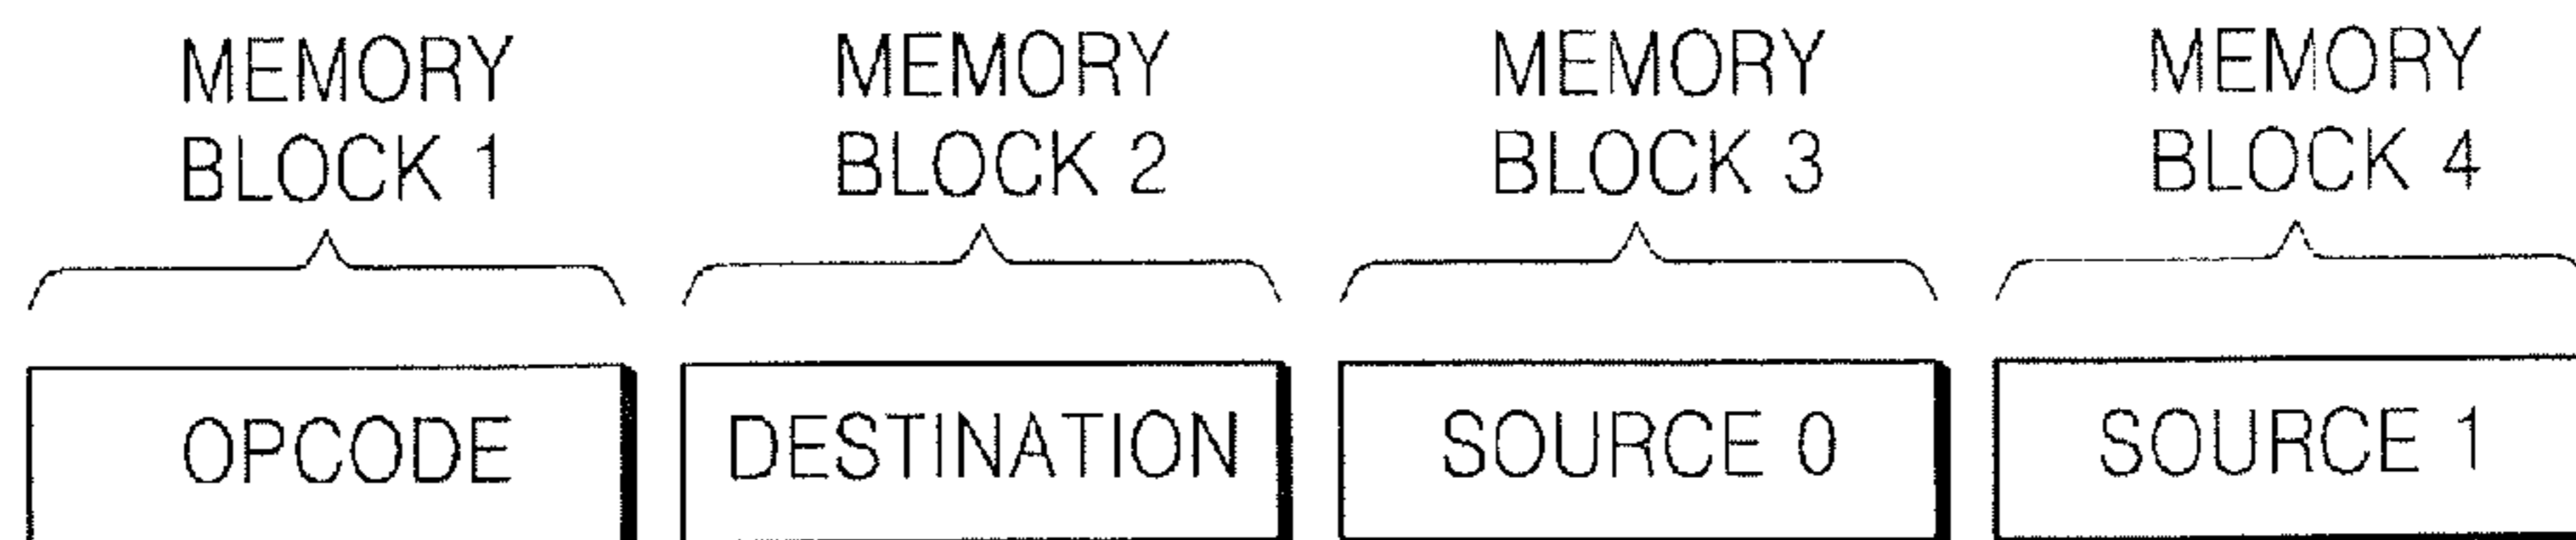 MEMORY MEMORY MEMORY MEMORY
BLOCK 1 BLOCK 2 BLOCK 3 BLOCK 4
OPCODE DESTINATION SOURCE 0 SOURCE 1